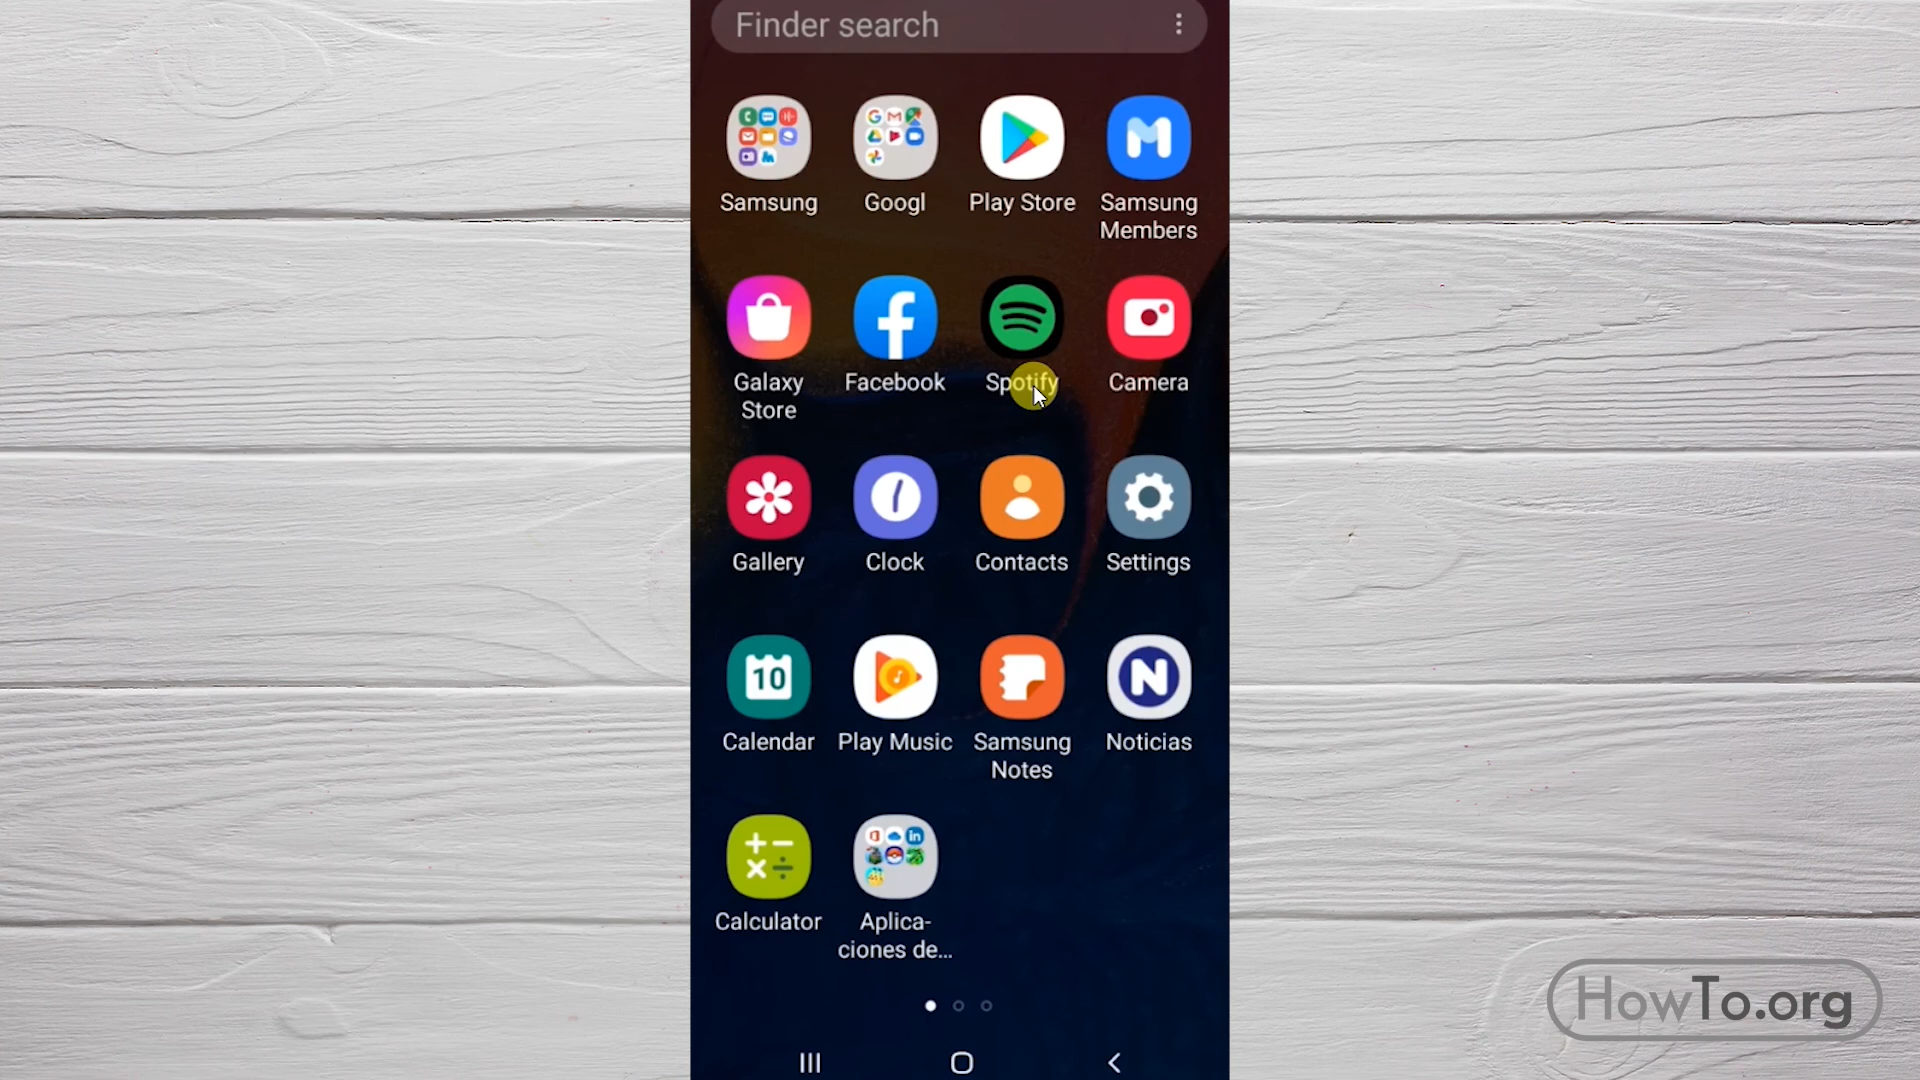 Finder search
Samsung
Googl
Play Store
Samsung
Members
Galaxy
Store
Facebook
Spotify
Camera
Gallery
Clock
Contacts
Settings
10
Calendar
Play Music
Samsung
Notes
N
Noticias
Calculator
Aplica-
ciones de...
HowTo.org